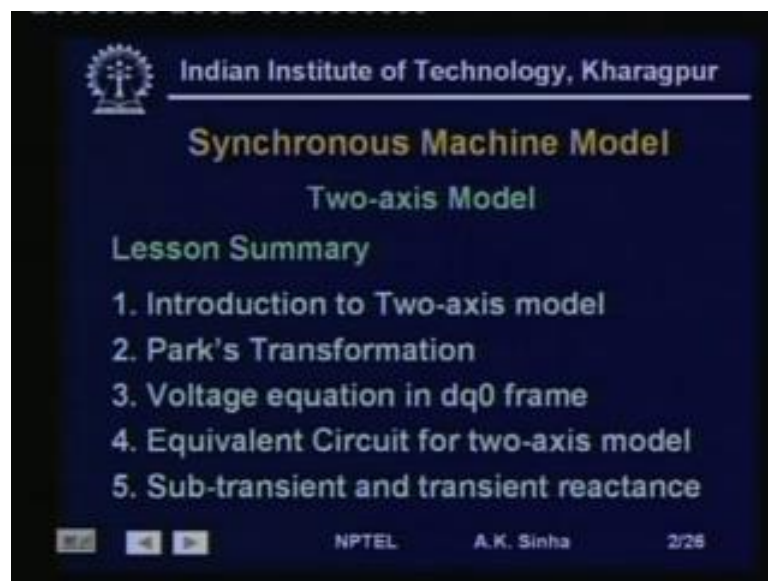 Indian Institute of Technology, Kharagpur
Synchronous Machine Model
Two-axis Model
Lesson Summary
1. Introduction to Two-axis model
2. Park's Transformation
3. Voltage equation in dq0 frame
4. Equivalent Circuit for two-axis model
5. Sub-transient and transient reactance
NPTEL A.K. Sinha 2/26